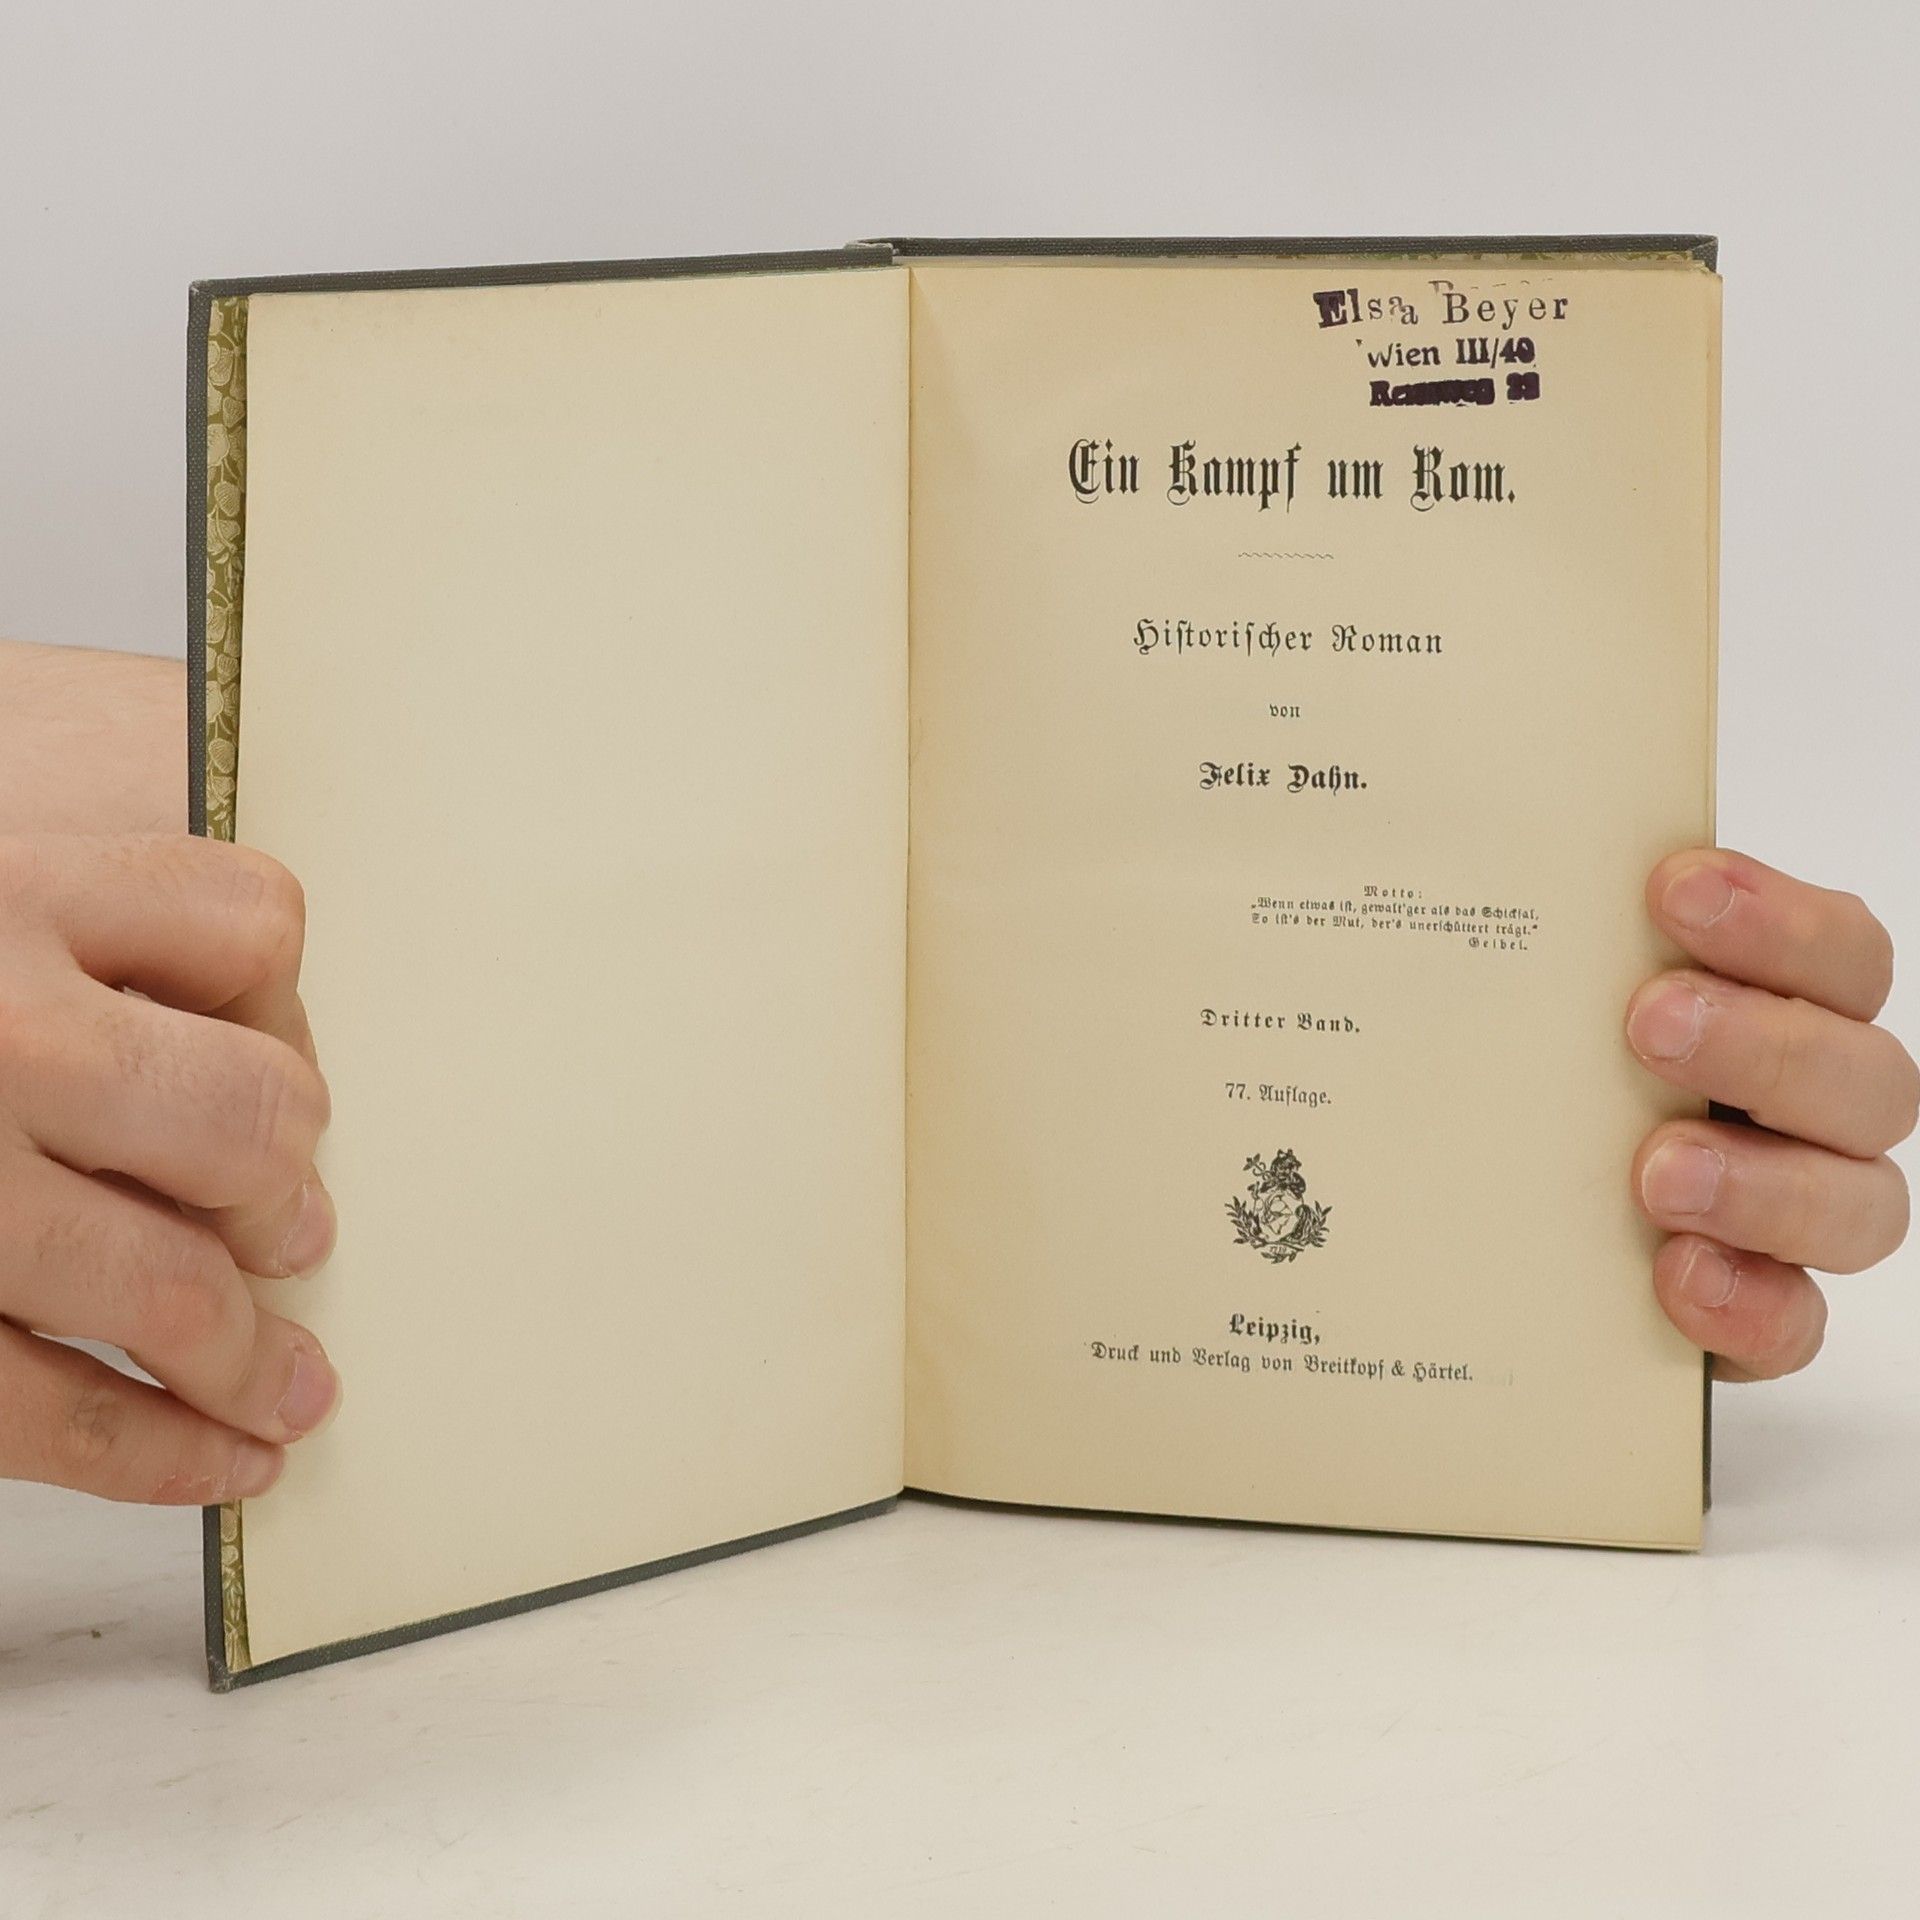 Elsa Beyer
Wien III/40
Rennweg
Ein Kampf um Rom.
Hiſtoriſcher Roman
von
Felix Dahn.
Motto:
„Wenn etwas iſt, gewalt'ger als das Schickſal,
So iſt's der Mut, der's unerſchüttert trägt.“
Geibel.
Dritter Band.
77. Auflage.
Leipzig,
Druck und Verlag von Breitkopf & Härtel.